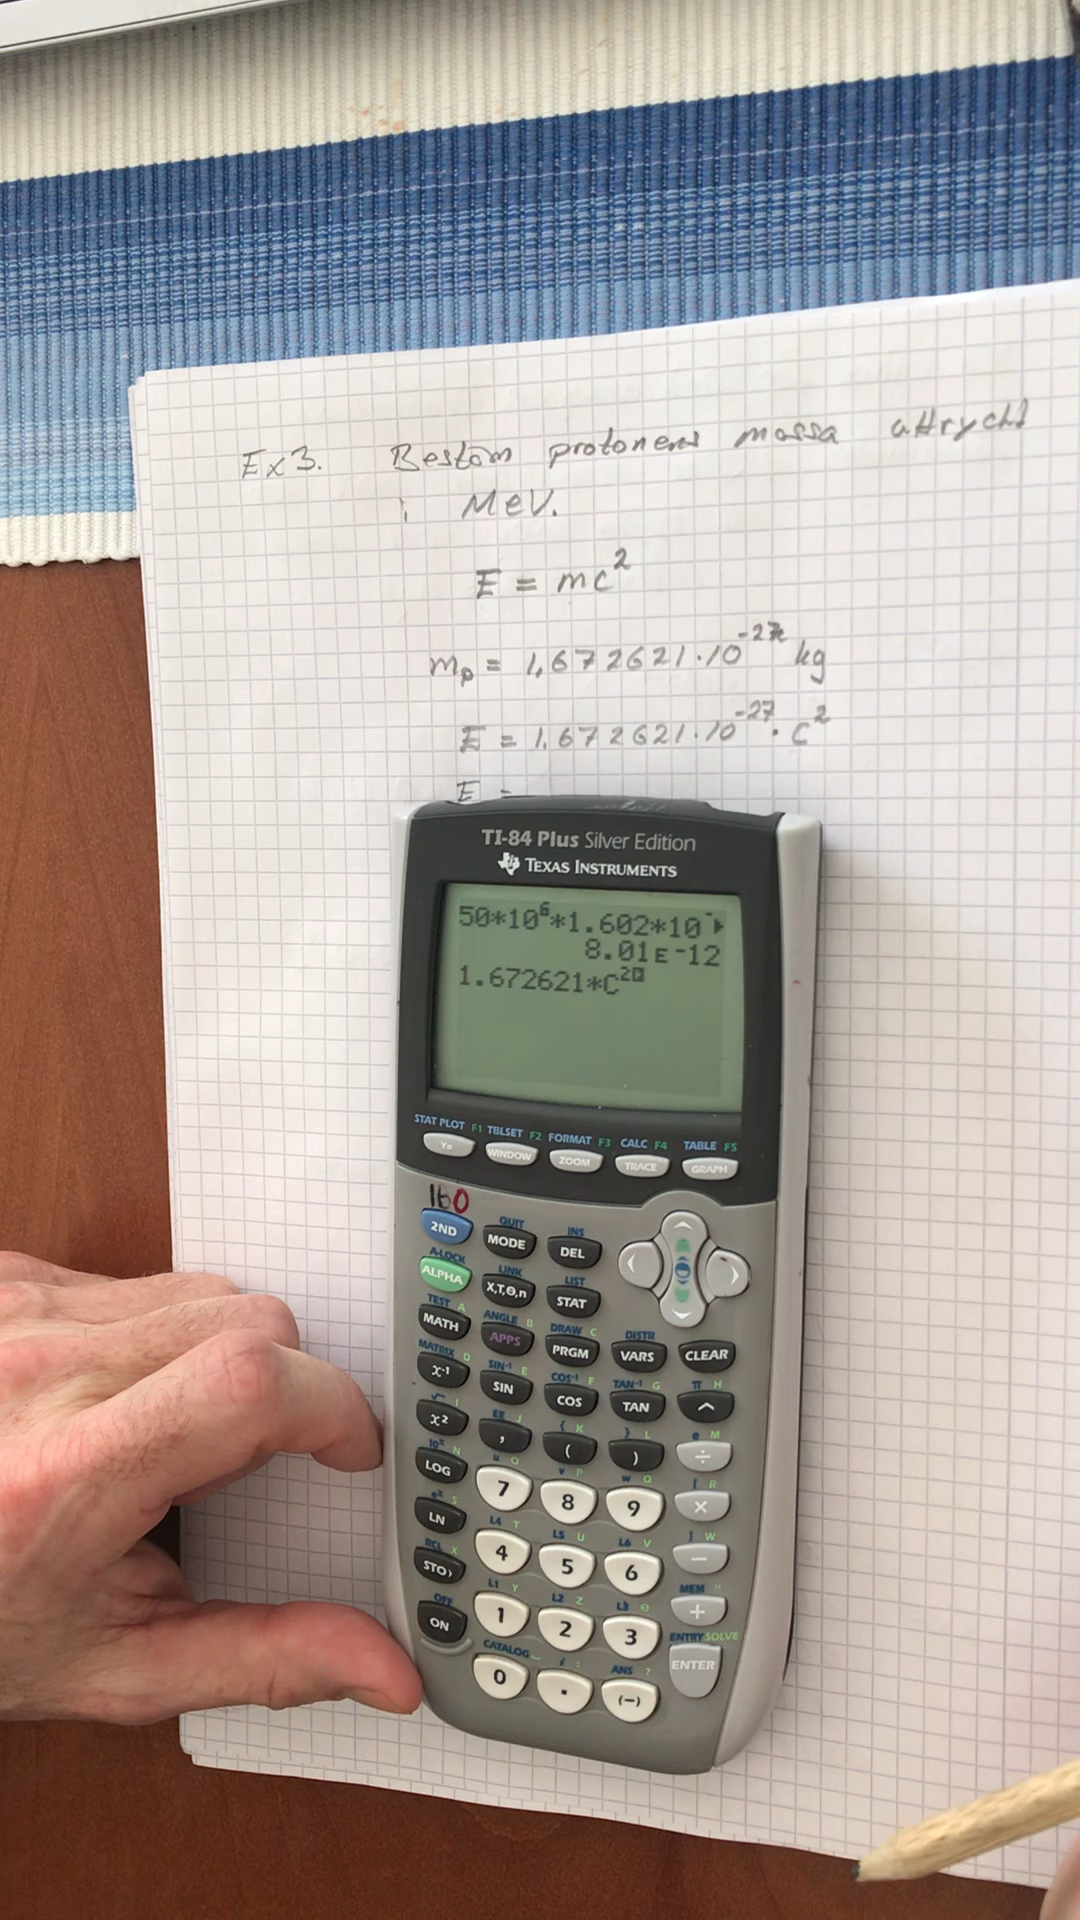 Ex3. Bestäm protonens massa uttryckt
i MeV.
E = mc²
mₚ = 1,672621·10⁻²⁷ kg
E = 1,672621·10⁻²⁷·c²
E =
TI-84 Plus Silver Edition
TEXAS INSTRUMENTS
50*10⁶*1.602*10⁻
8.01E-12
1.672621*C²
STAT PLOT F1 TBLSET F2 FORMAT F3 CALC F4 TABLE F5
Y= WINDOW ZOOM TRACE GRAPH
160
QUIT INS
2ND MODE DEL
A-LOCK LINK LIST
ALPHA X,T,Θ,n STAT
TEST A ANGLE B DRAW C DISTR
MATH APPS PRGM VARS CLEAR
MATRIX D SIN⁻¹ E COS⁻¹ F TAN⁻¹ G π H
x⁻¹ SIN COS TAN ^
√ I EE J { K } L e M
x² , ( ) ÷
10ˣ N u O v P w Q [ R
LOG 7 8 9 ×
eˣ S L4 T L5 U L6 V ] W
LN 4 5 6 −
RCL X L1 Y L2 Z L3 θ MEM "
STO› 1 2 3 +
OFF CATALOG i : ANS ? ENTRY SOLVE
ON 0 . (−) ENTER